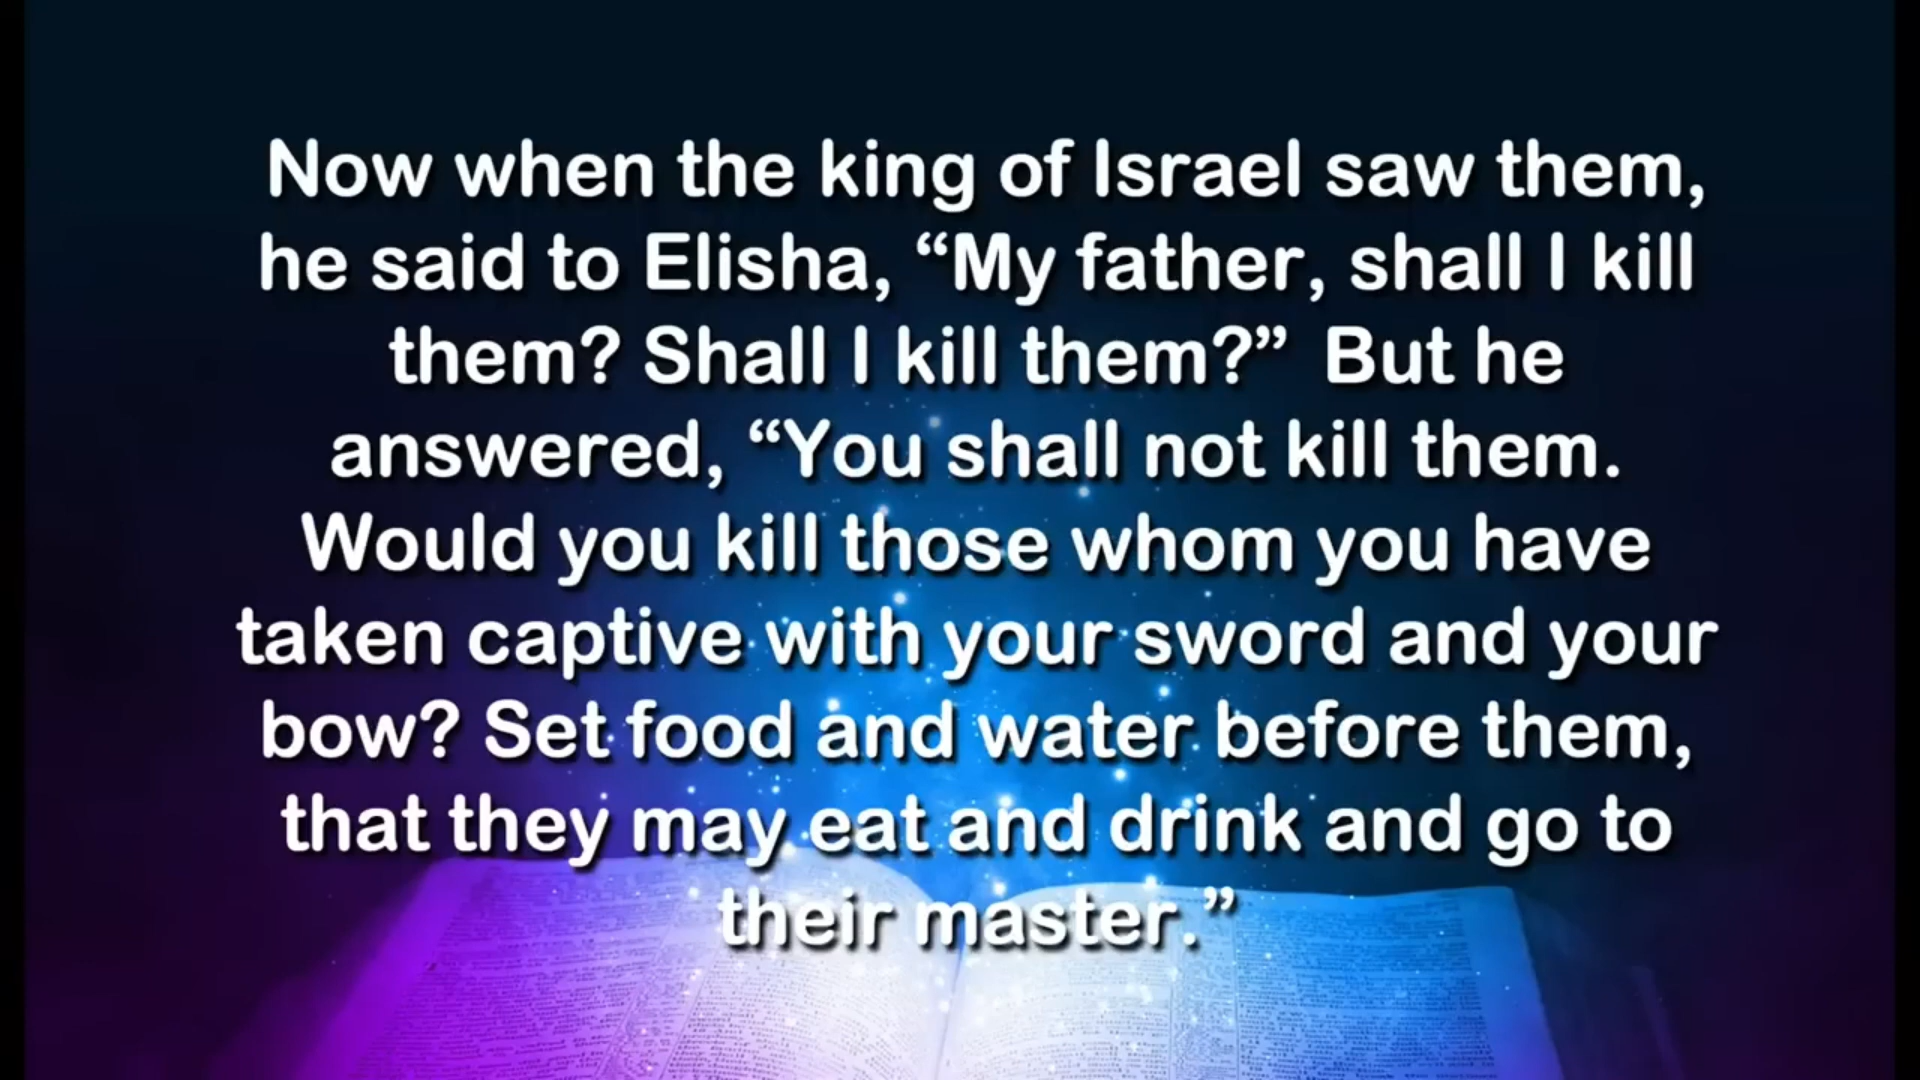 Now when the king of Israel saw them,
he said to Elisha, “My father, shall I kill
them? Shall I kill them?”  But he
answered, “You shall not kill them.
Would you kill those whom you have
taken captive with your sword and your
bow? Set food and water before them,
that they may eat and drink and go to
their master.”